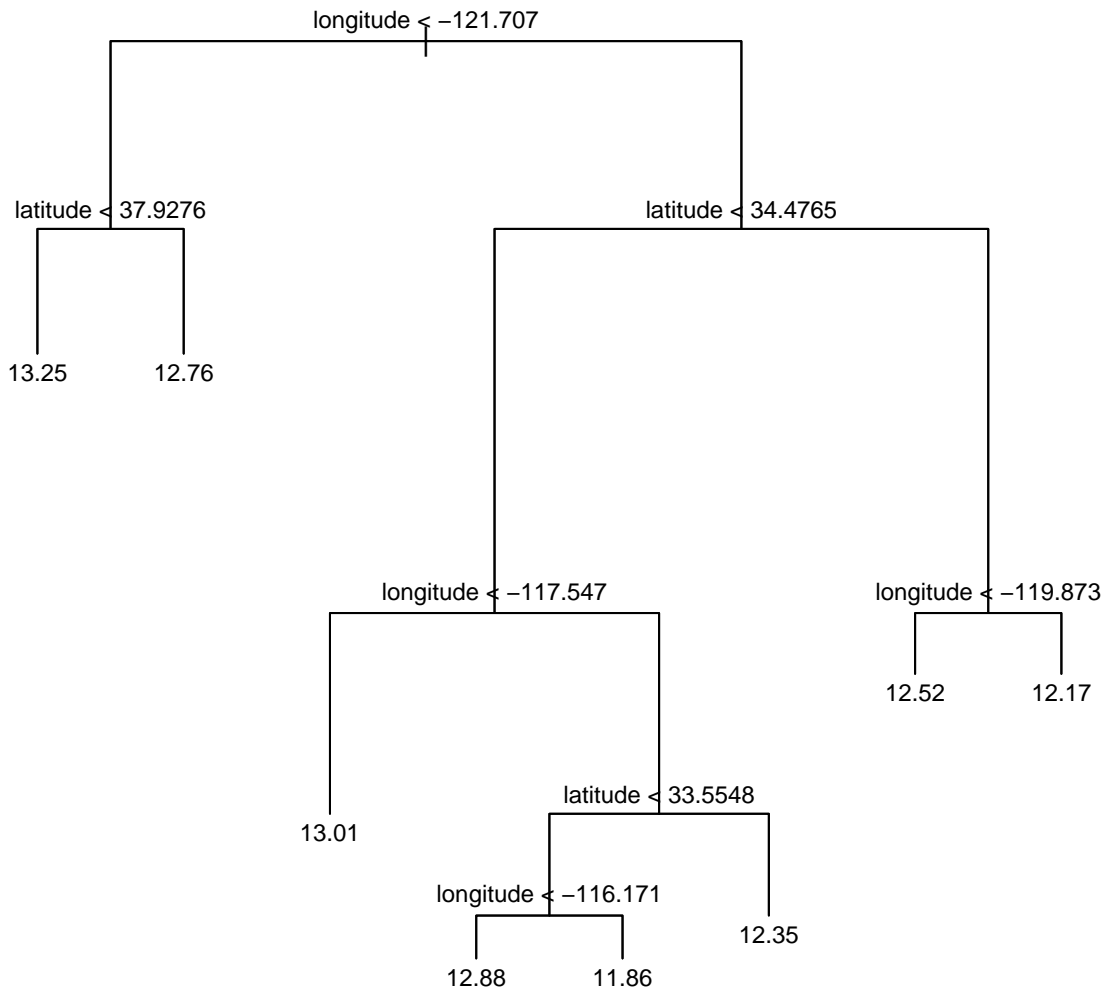 longitude < −121.707
latitude < 37.9276
latitude < 34.4765
13.25
12.76
longitude < −117.547
longitude < −119.873
12.52
12.17
latitude < 33.5548
13.01
longitude < −116.171
12.35
12.88
11.86